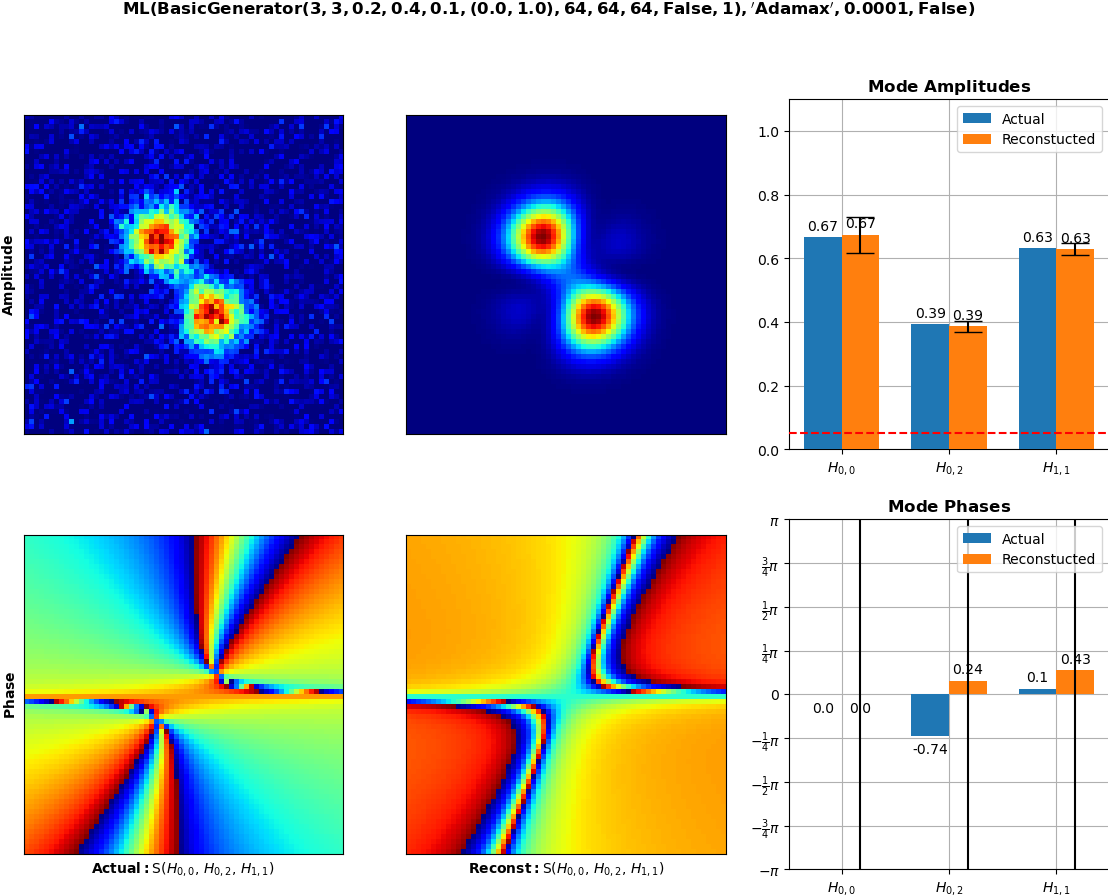 ML(BasicGenerator(3, 3, 0.2, 0.4, 0.1, (0.0, 1.0), 64, 64, 64, False, 1), 'Adamax', 0.0001, False)
Amplitude
Mode Amplitudes
Actual
Reconstucted
1.0
0.8
0.6
0.4
0.2
0.0
0.67 0.67
0.39 0.39
0.63 0.63
H0,0 H0,2 H1,1
Phase
Actual: S(H0,0, H0,2, H1,1)
Reconst: S(H0,0, H0,2, H1,1)
Mode Phases
Actual
Reconstucted
π
3/4π
1/2π
1/4π
0
−1/4π
−1/2π
−3/4π
−π
0.0 0.0
-0.74 0.24
0.1 0.43
H0,0 H0,2 H1,1